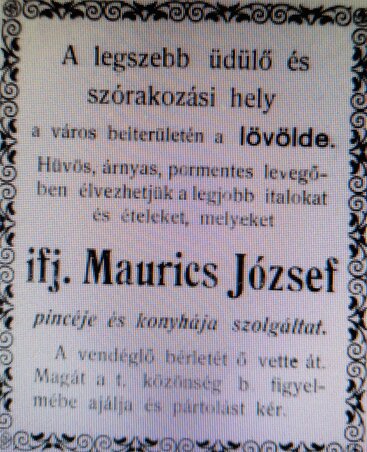 A legszebb üdülő és
szórakozási hely
a város belterületén a lövölde.
Hüvös, árnyas, pormentes levegő-
ben élvezhetjük a legjobb italokat
és ételeket, melyeket
ifj. Maurics József
pincéje és konyhája szolgáltat.
A vendéglő bérletét ő vette át.
Magát a t. közönség b. figyel-
mébe ajálja és pártolást kér.